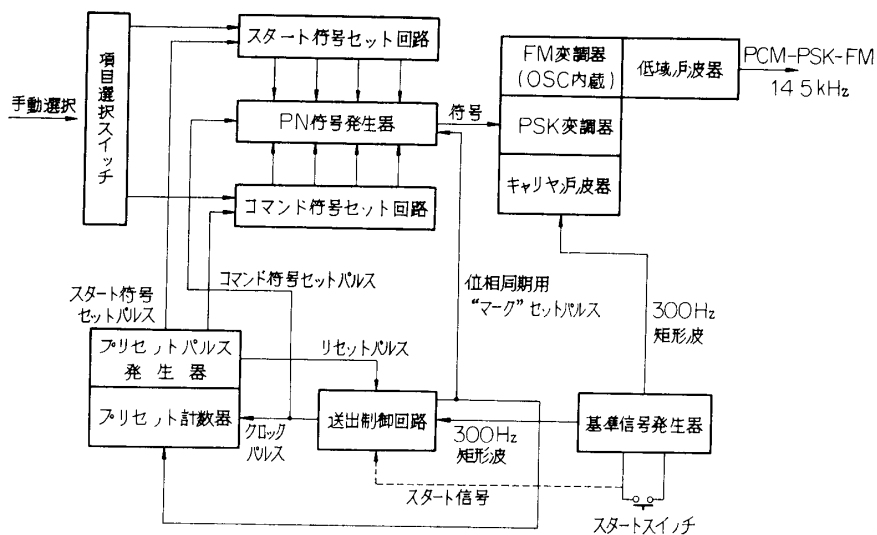 スタート符号セット回路
FM変調器
(OSC内蔵)
低域沪波器
PCM-PSK-FM
14.5kHz
項目選択スイッチ
手動選択
PN符号発生器
符号
PSK変調器
キャリヤ沪波器
コマンド符号セット回路
コマンド符号セットパルス
位相同期用
“マーク”セットパルス
スタート符号
セットパルス
300Hz
矩形波
プリセットパルス
発生器
リセットパルス
プリセット計数器
クロック
パルス
送出制御回路
300Hz
矩形波
基準信号発生器
スタート信号
スタートスイッチ